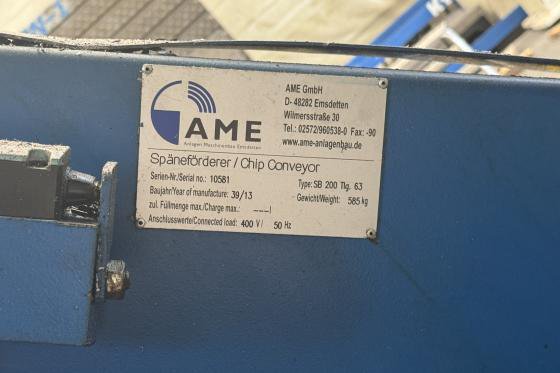 AME GmbH
D- 48282 Emsdetten
Wilmersstraße 30
Tel.: 02572/960538-0 Fax: -90
www.ame-anlagenbau.de
AME
Anlagen Maschinenbau Emsdetten
Späneförderer / Chip Conveyor
Serien-Nr./Serial no.: 10581 Type: SB 200 Tlg. 63
Baujahr/Year of manufacture: 39/13 Gewicht/Weight: 585kg
zul. Füllmenge max./Charge max.: ---- l
Anschlusswerte/Connected load: 400 V/ 50 Hz